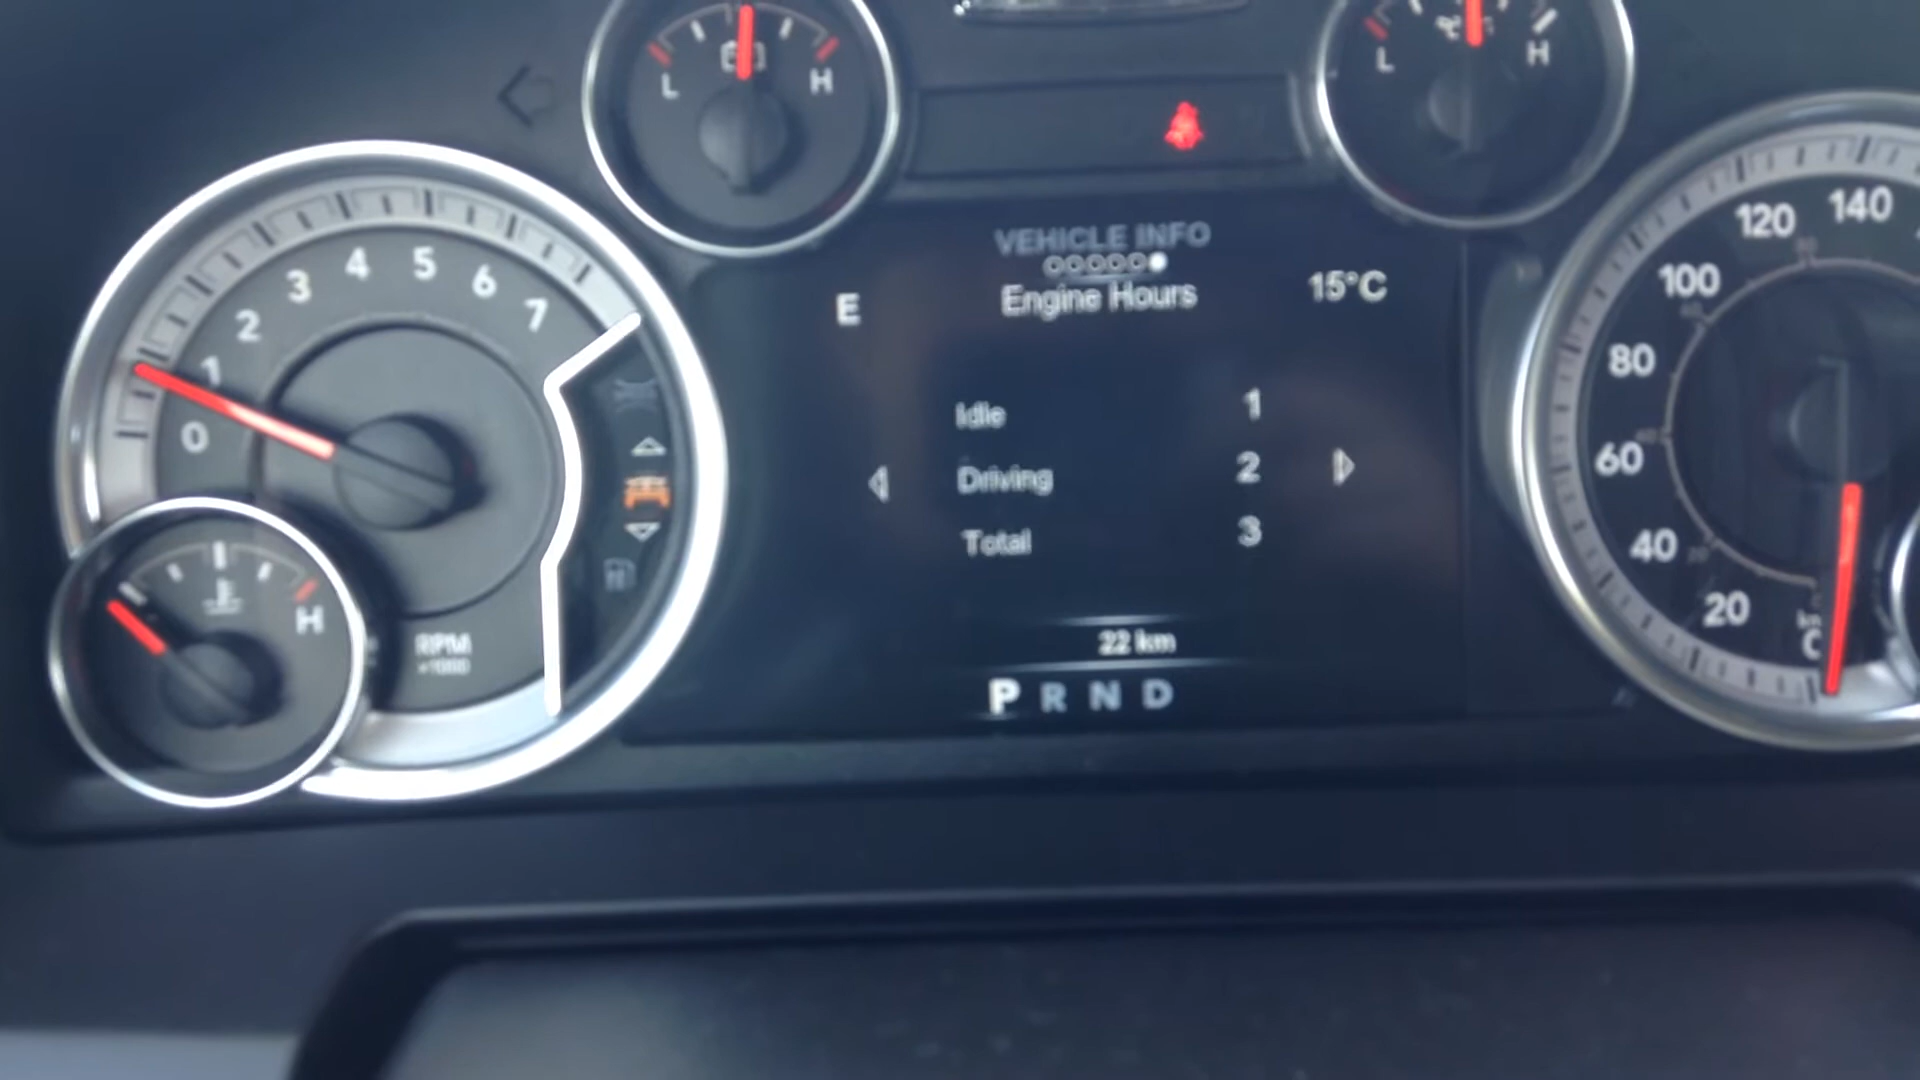 L H
L H
VEHICLE INFO
E Engine Hours 15°C
Idle 1
Driving 2
Total 3
22 km
P R N D
0 1 2 3 4 5 6 7
RPM
×1000
H
20 40 60 80 100 120 140